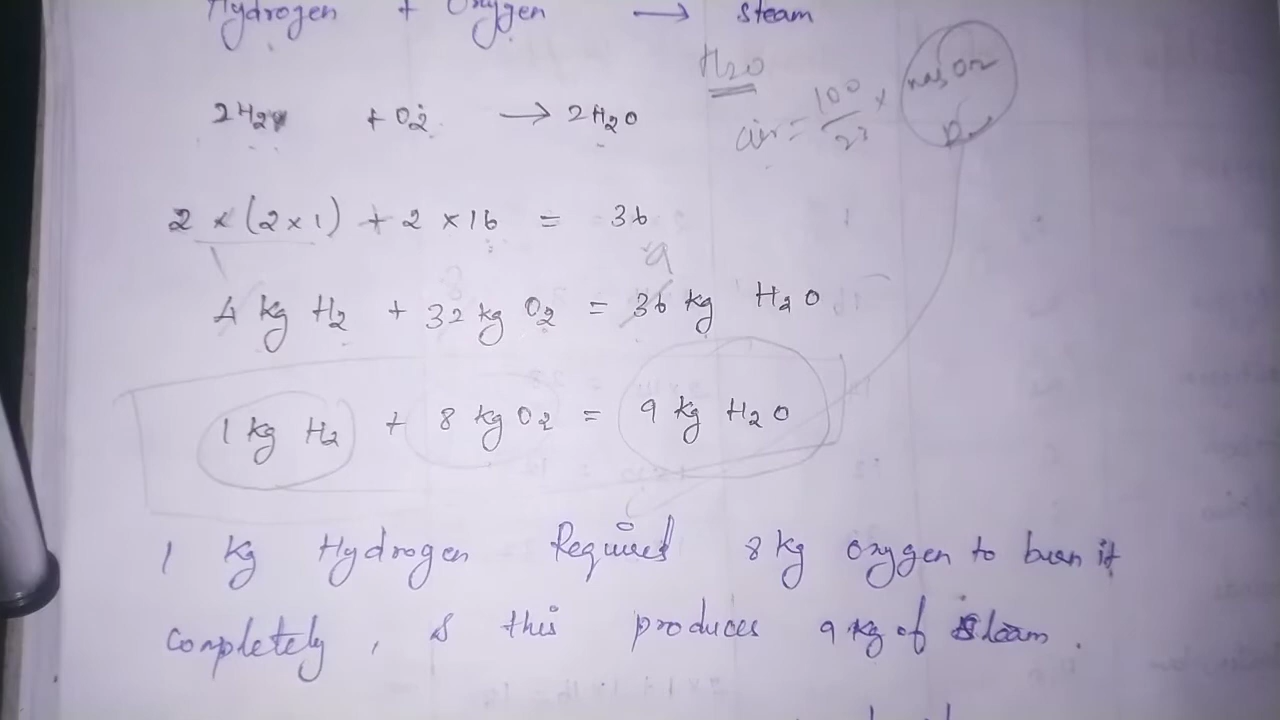 Hydrogen + Oxygen → steam
H2O
2H2 + O2 → 2H2O
air = 100/23 ×
2 × (2×1) + 2 × 16 = 36
9
4 kg H2 + 32 kg O2 = 36 kg H2O
1 kg H2 + 8 kg O2 = 9 kg H2O
1 Kg Hydrogen Requires 8 kg oxygen to burn it
completely, & this produces 9 kg of steam.